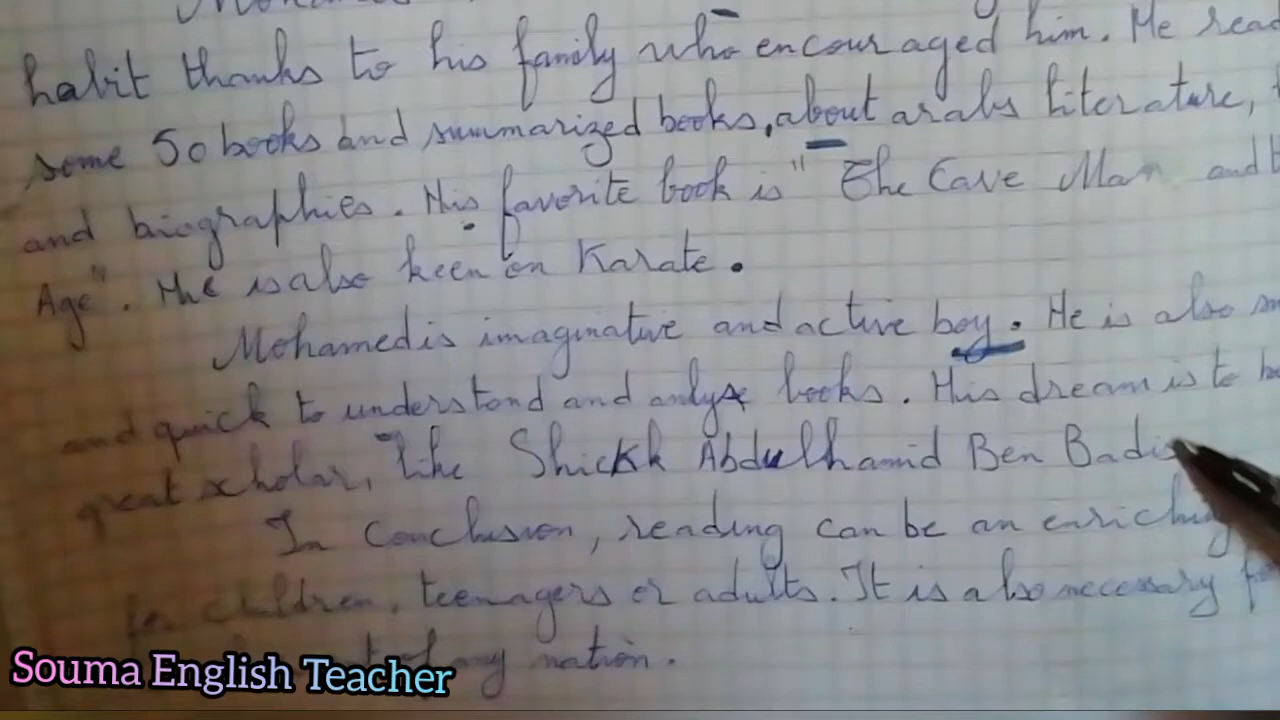 habit thanks to his family who encouraged him. He read
some 50 books and summarized books, about arabs literature,
and biographies. His favorite book is "The Cave Man and
Age". He is also keen on Karate.
Mohamed is imaginative and active boy. He is also
and quick to understand and analyse books. His dream is to
great scholar, like Shickk Abdulhamid Ben Badis
In Conclusion, reading can be an
for children, teenagers or adults. It is also necessary
of any nation.
Souma English Teacher